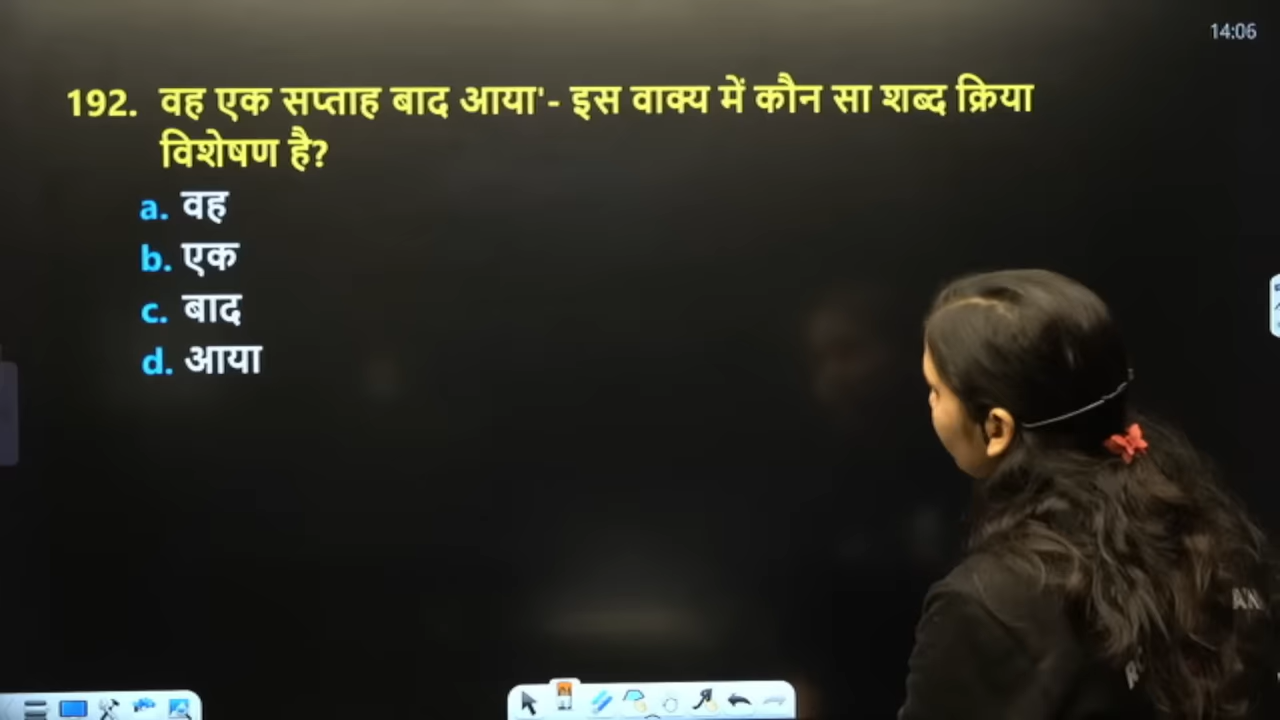 14:06
192. वह एक सप्ताह बाद आया'- इस वाक्य में कौन सा शब्द क्रिया
विशेषण है?
a. वह
b. एक
c. बाद
d. आया